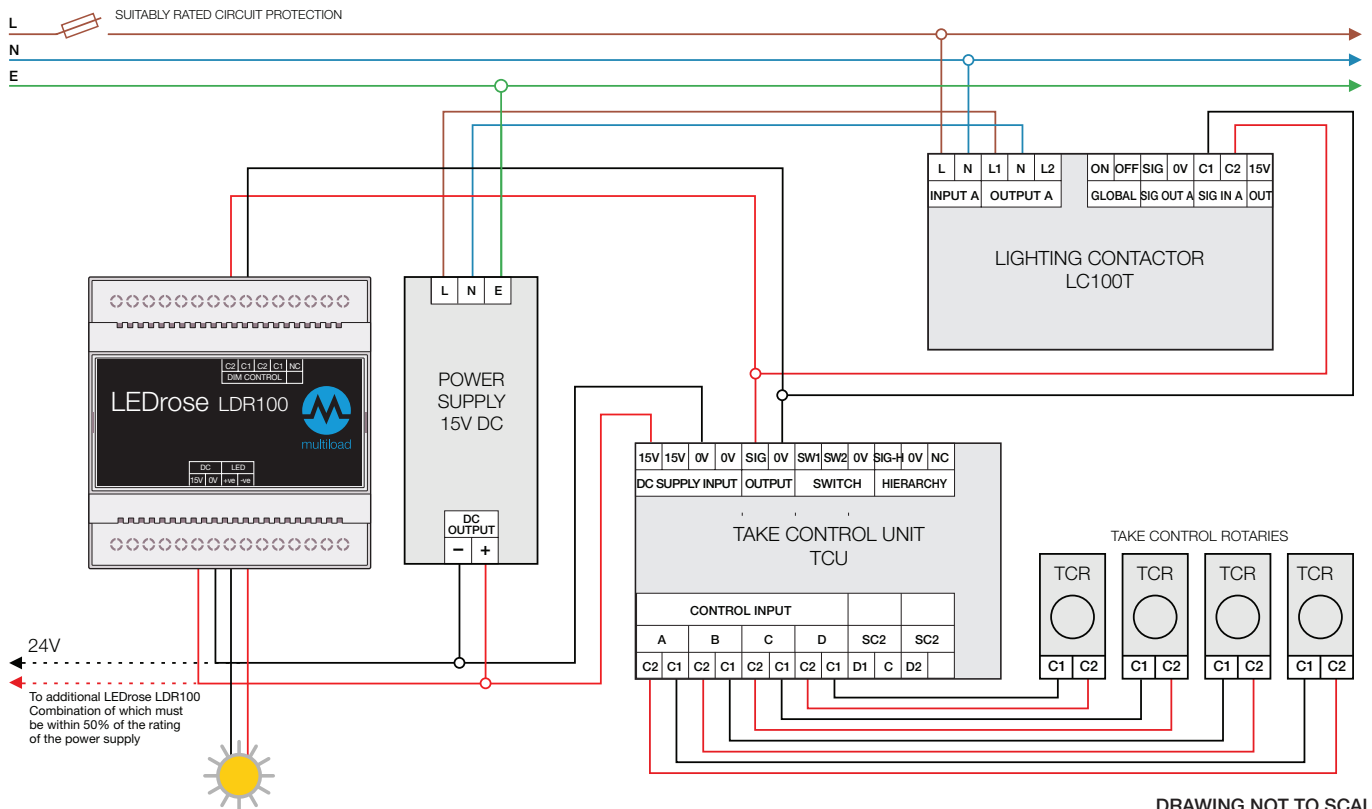 L
SUITABLY RATED CIRCUIT PROTECTION
N
E
L N L1 N L2
INPUT A OUTPUT A
ON OFF SIG 0V C1 C2 15V
GLOBAL SIG OUT A SIG IN A OUT
LIGHTING CONTACTOR
LC100T
C2 C1 C2 C1 NC
DIM CONTROL
LEDrose LDR100
multiload
DC LED
15V 0V +ve -ve
L N E
POWER
SUPPLY
15V DC
DC
OUTPUT
− +
15V 15V 0V 0V SIG 0V SW1 SW2 0V SIG-H 0V NC
DC SUPPLY INPUT OUTPUT SWITCH HIERARCHY
TAKE CONTROL UNIT
TCU
CONTROL INPUT
A B C D SC2 SC2
C2 C1 C2 C1 C2 C1 C2 C1 D1 C D2
TAKE CONTROL ROTARIES
TCR TCR TCR TCR
C1 C2 C1 C2 C1 C2 C1 C2
24V
To additional LEDrose LDR100
Combination of which must
be within 50% of the rating
of the power supply
DRAWING NOT TO SCAL